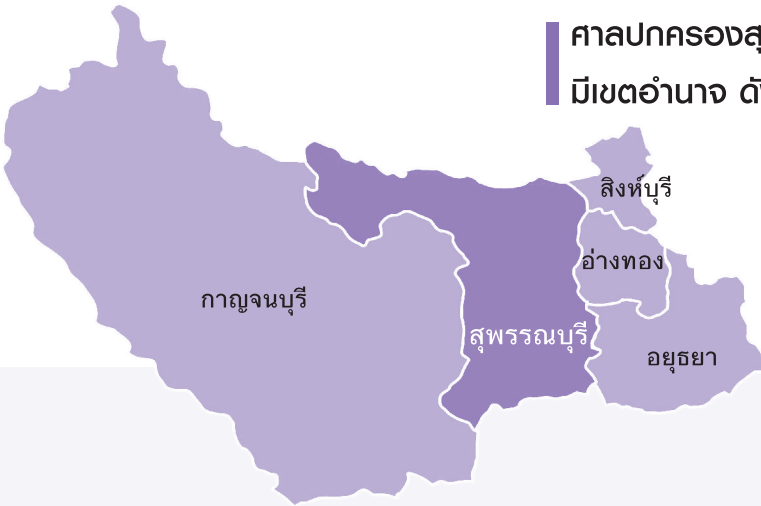 ศาลปกครองสุ
มีเขตอำนาจ
สิงห์บุรี
อ่างทอง
กาญจนบุรี
สุพรรณบุรี
อยุธยา